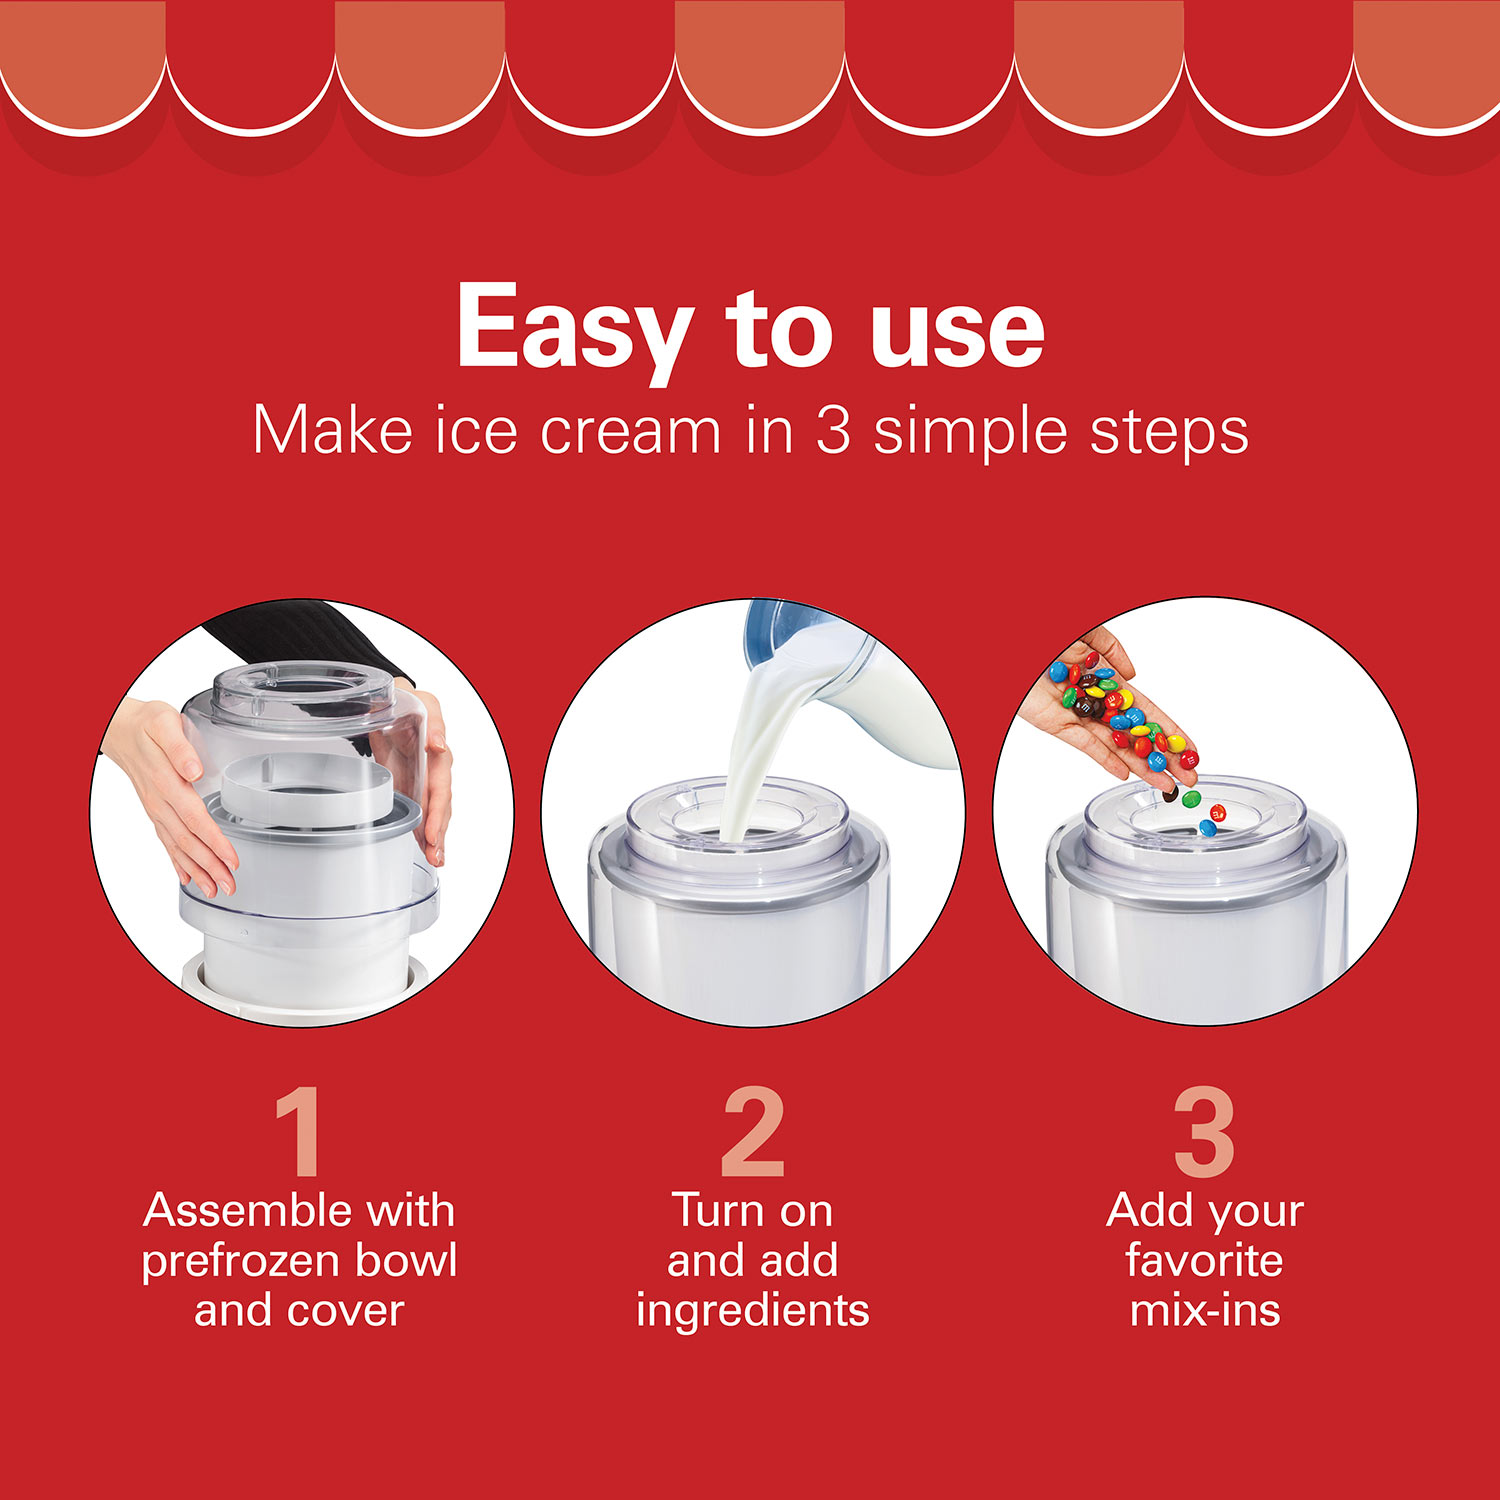 Easy to use
Make ice cream in 3 simple steps
1
Assemble with
prefrozen bowl
and cover
2
Turn on
and add
ingredients
3
Add your
favorite
mix-ins